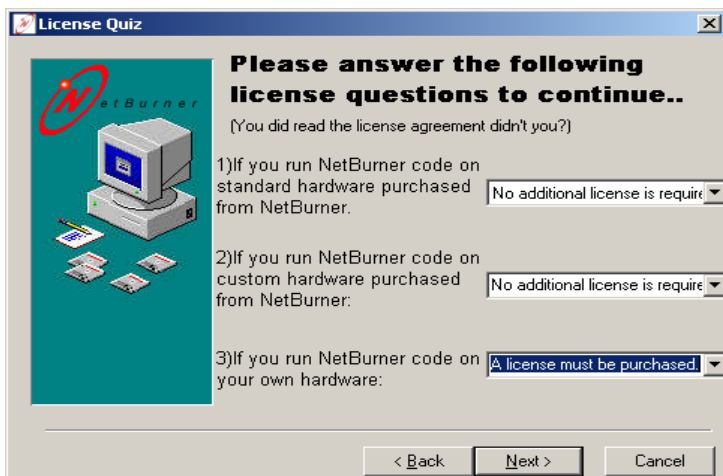 License Quiz
NetBurner
Please answer the following
license questions to continue..
(You did read the license agreement didn't you?)
1)If you run NetBurner code on
standard hardware purchased
from NetBurner.
No additional license is require
2)If you run NetBurner code on
custom hardware purchased
from NetBurner:
No additional license is require
3)If you run NetBurner code on
your own hardware:
A license must be purchased.
< Back
Next >
Cancel